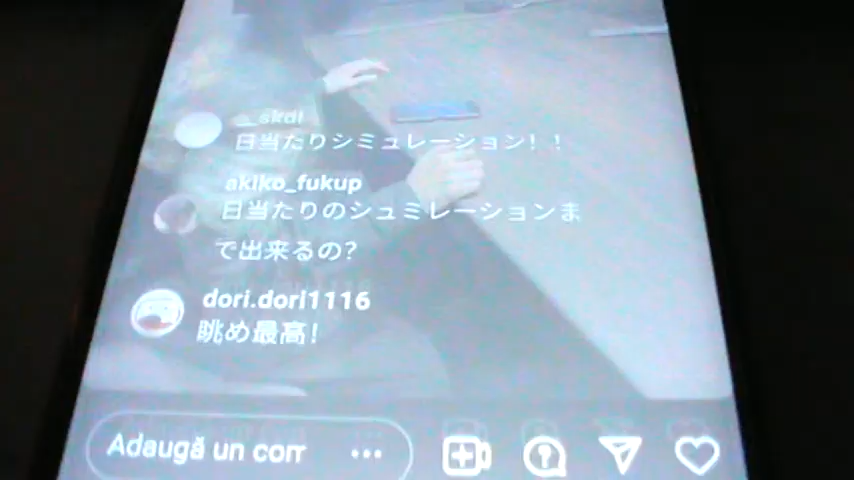 skdi
日当たりシミュレーション！！
akiko_fukup
日当たりのシュミレーションま
で出来るの?
dori.dori1116
眺め最高!
Adaugă un com